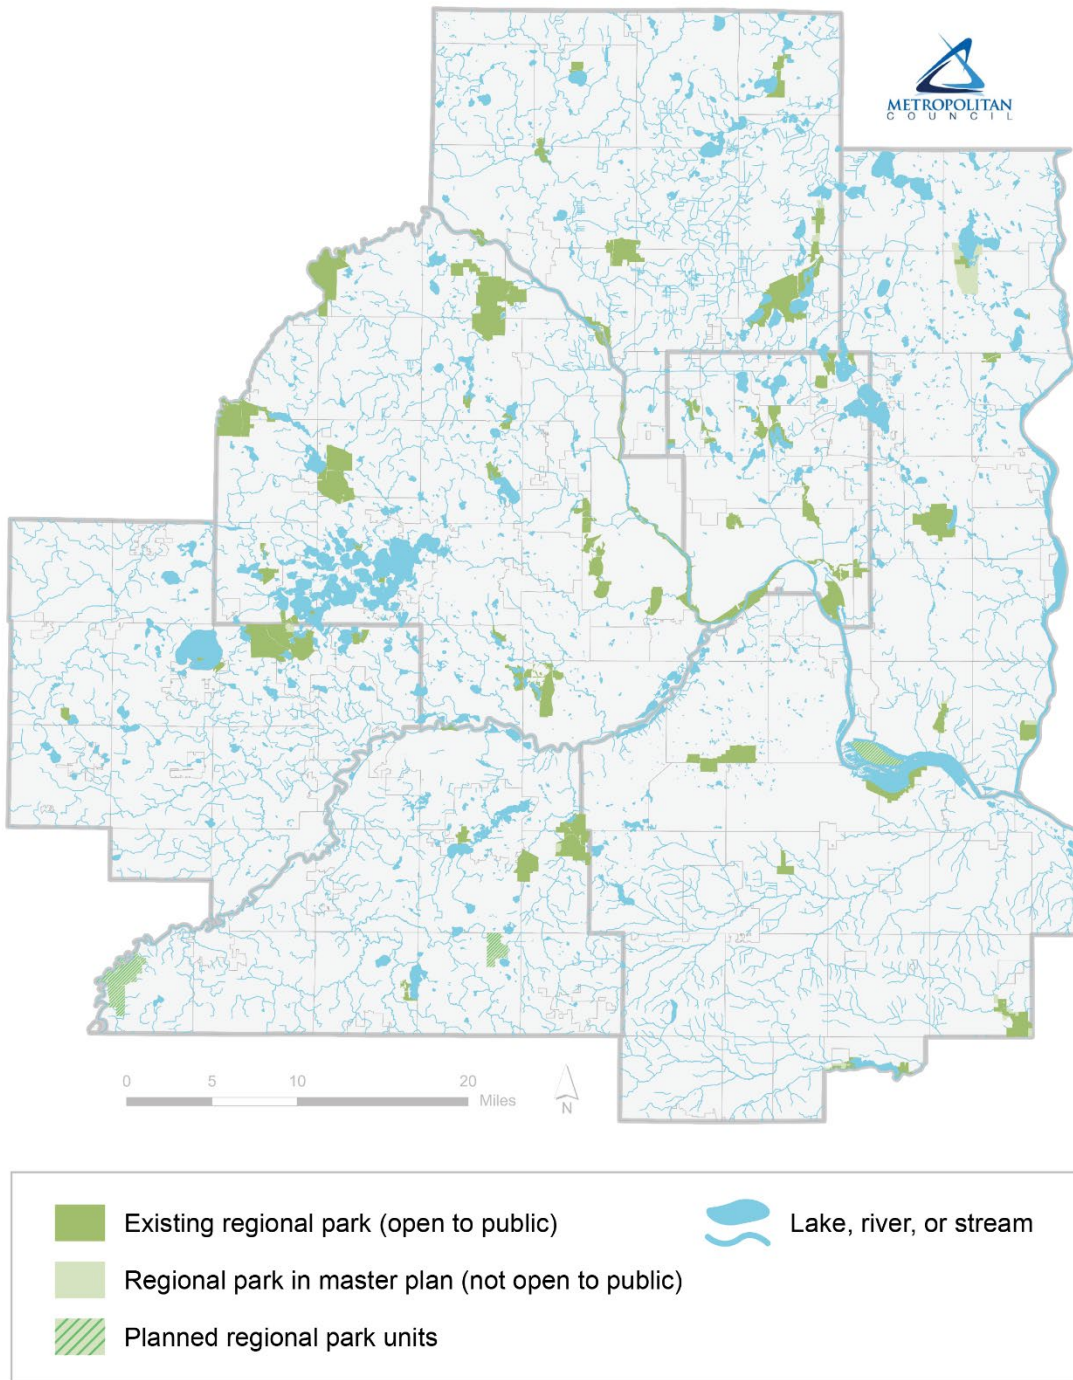 METROPOLITAN
COUNCIL
0 5 10 20 Miles
N
Existing regional park (open to public)
Lake, river, or stream
Regional park in master plan (not open to public)
Planned regional park units